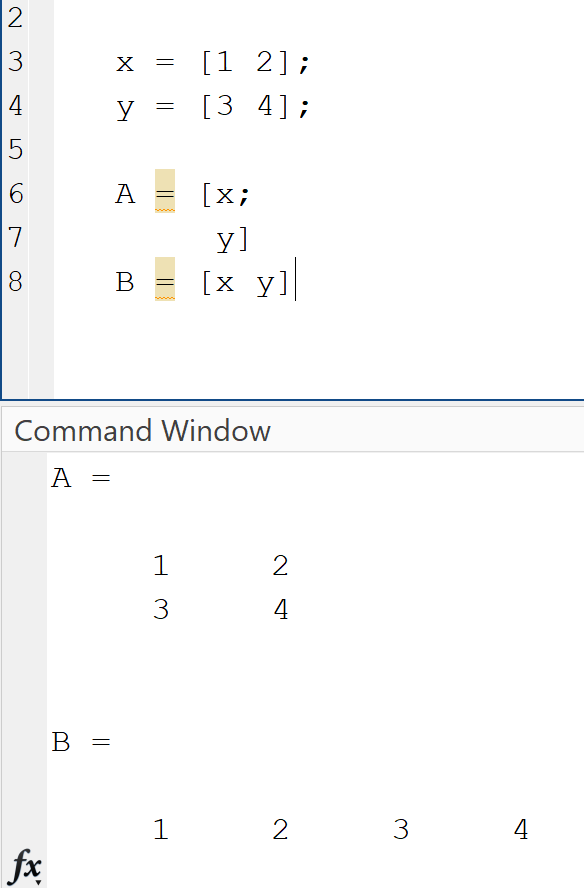 2
3 x = [1 2];
4 y = [3 4];
5
6 A = [x;
7 y]
8 B = [x y]
Command Window
A =
1 2
3 4
B =
1 2 3 4
fx